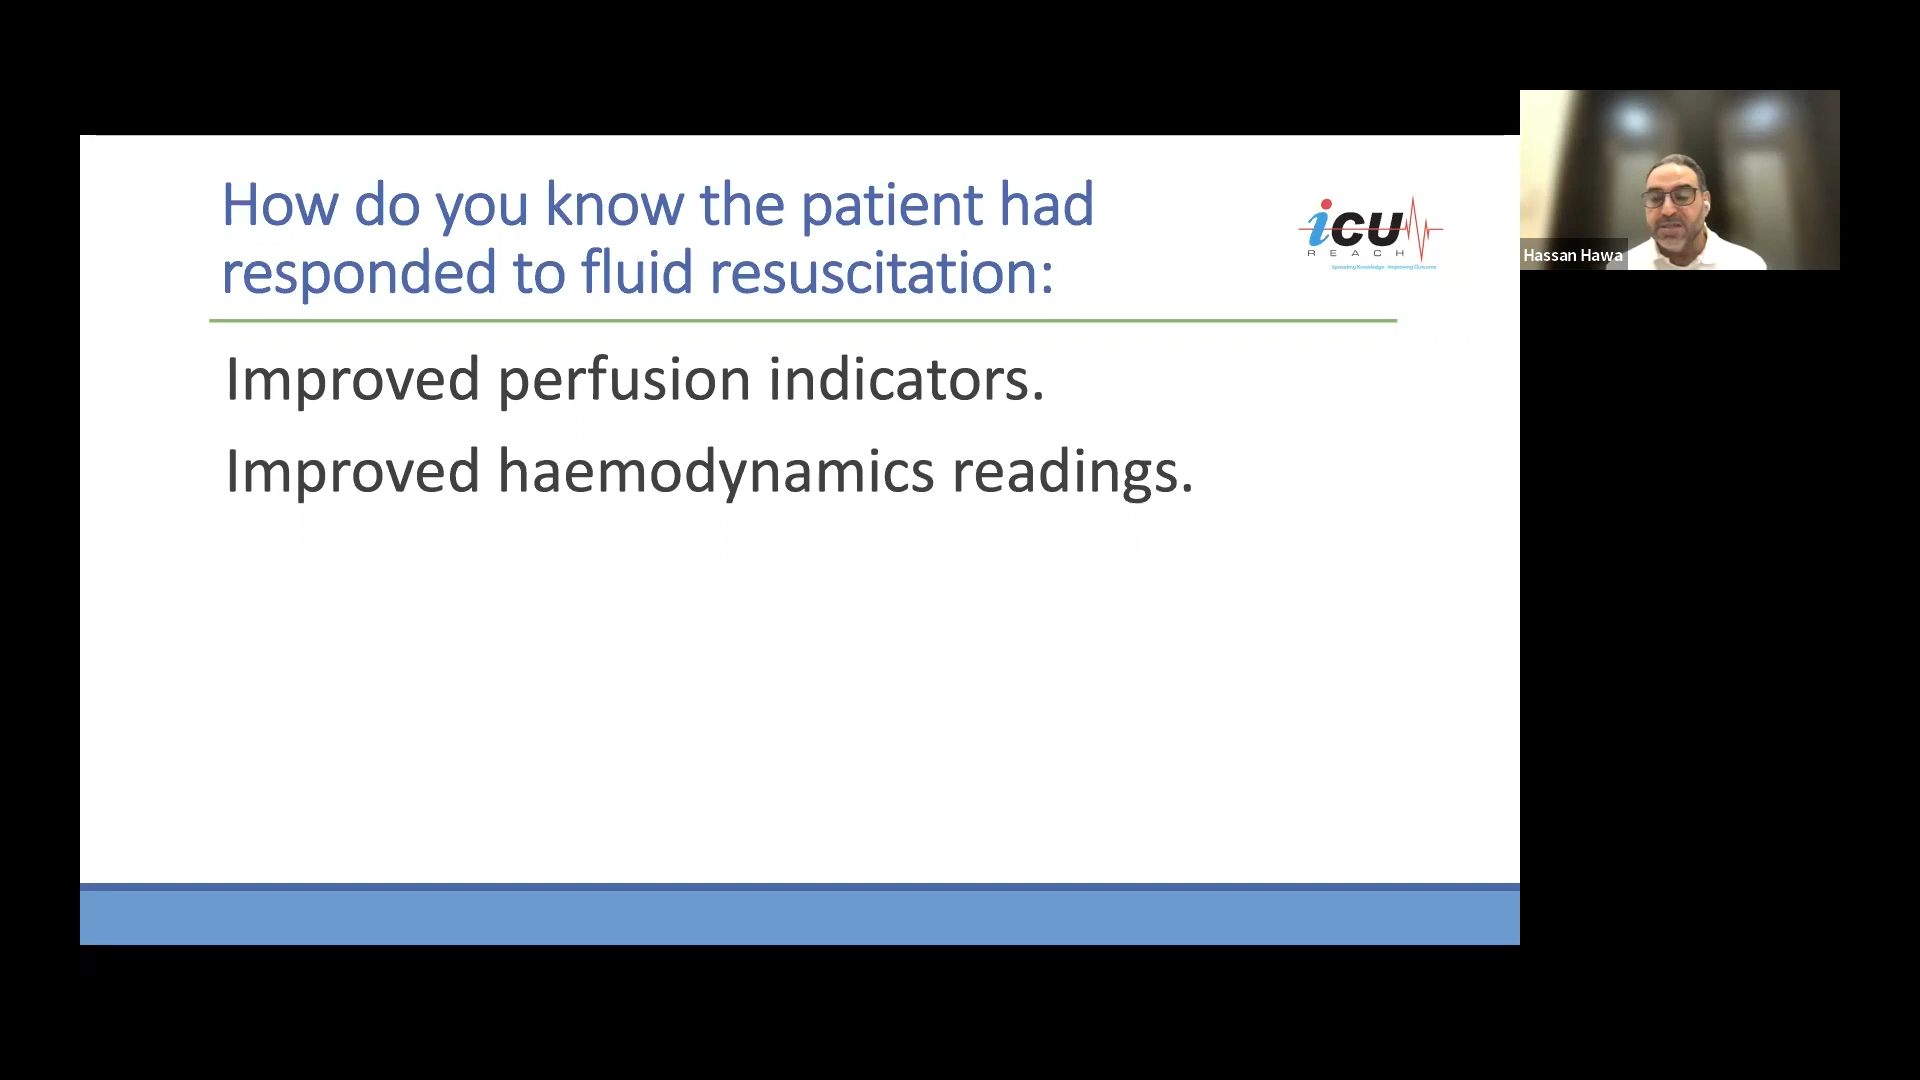 How do you know the patient had
responded to fluid resuscitation:
iCU
REACH
Spreading Knowledge - Improving Outcome
Improved perfusion indicators.
Improved haemodynamics readings.
Hassan Hawa